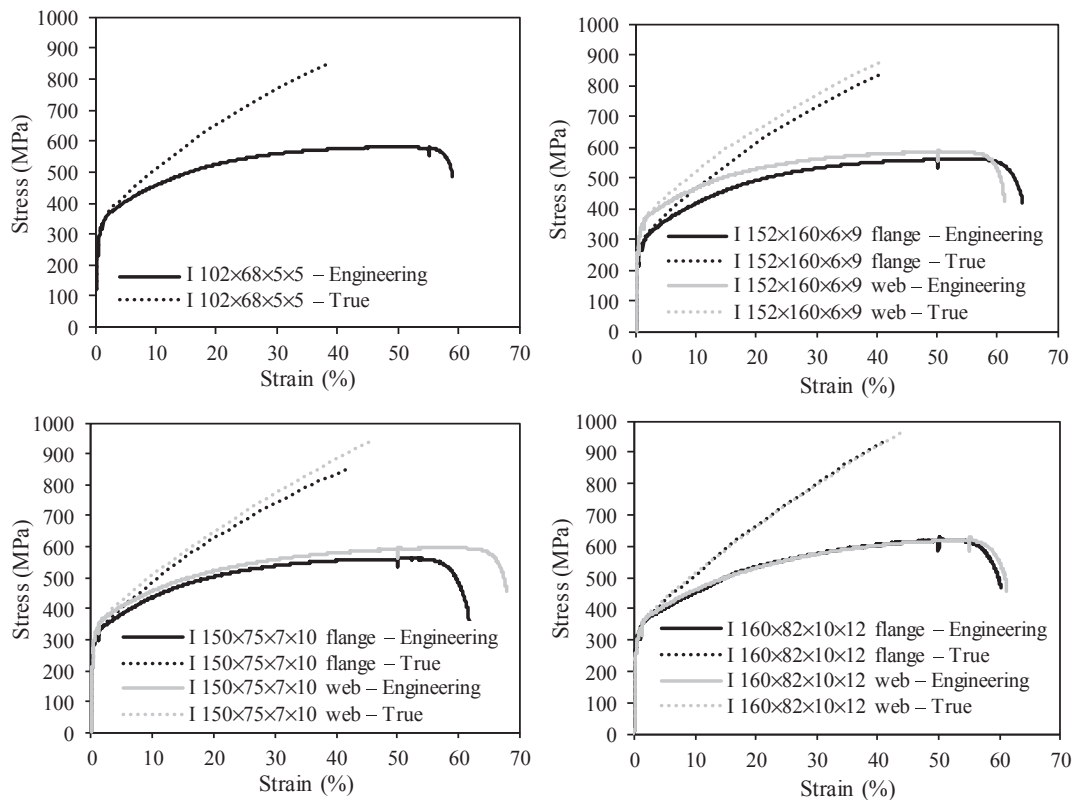 1000
900
800
700
600
500
400
300
200
100
0
Stress (MPa)
I 102×68×5×5 – Engineering
I 102×68×5×5 – True
0 10 20 30 40 50 60 70
Strain (%)
1000
900
800
700
600
500
400
300
200
100
0
Stress (MPa)
I 152×160×6×9 flange – Engineering
I 152×160×6×9 flange – True
I 152×160×6×9 web – Engineering
I 152×160×6×9 web – True
0 10 20 30 40 50 60 70
Strain (%)
1000
900
800
700
600
500
400
300
200
100
0
Stress (MPa)
I 150×75×7×10 flange – Engineering
I 150×75×7×10 flange – True
I 150×75×7×10 web – Engineering
I 150×75×7×10 web – True
0 10 20 30 40 50 60 70
Strain (%)
1000
900
800
700
600
500
400
300
200
100
0
Stress (MPa)
I 160×82×10×12 flange – Engineering
I 160×82×10×12 flange – True
I 160×82×10×12 web – Engineering
I 160×82×10×12 web – True
0 10 20 30 40 50 60 70
Strain (%)